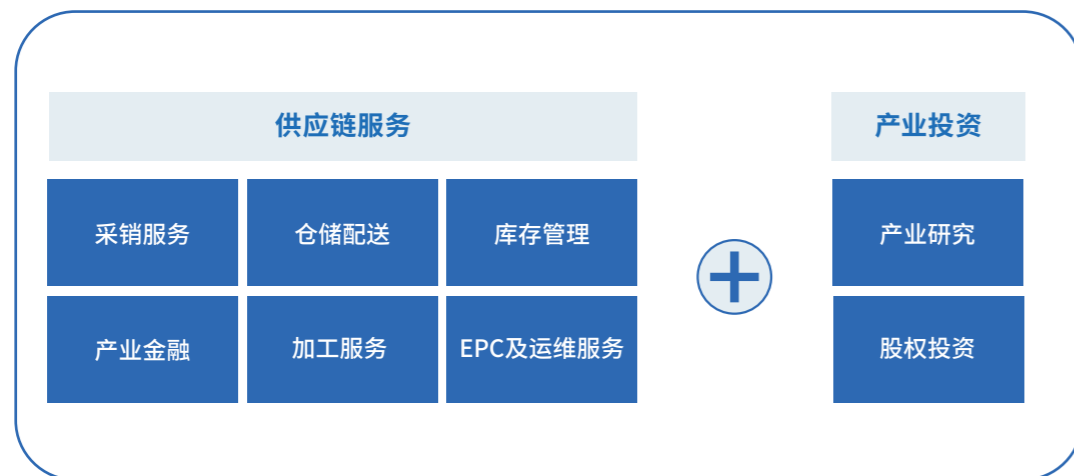 供应链服务
产业投资
采销服务
仓储配送
库存管理
产业研究
产业金融
加工服务
EPC及运维服务
股权投资